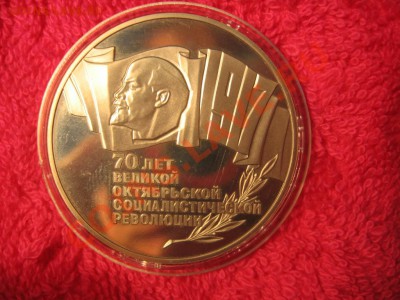 1917
70 ЛЕТ
ВЕЛИКОЙ
ОКТЯБРЬСКОЙ
СОЦИАЛИСТИЧЕСКОЙ
РЕВОЛЮЦИИ